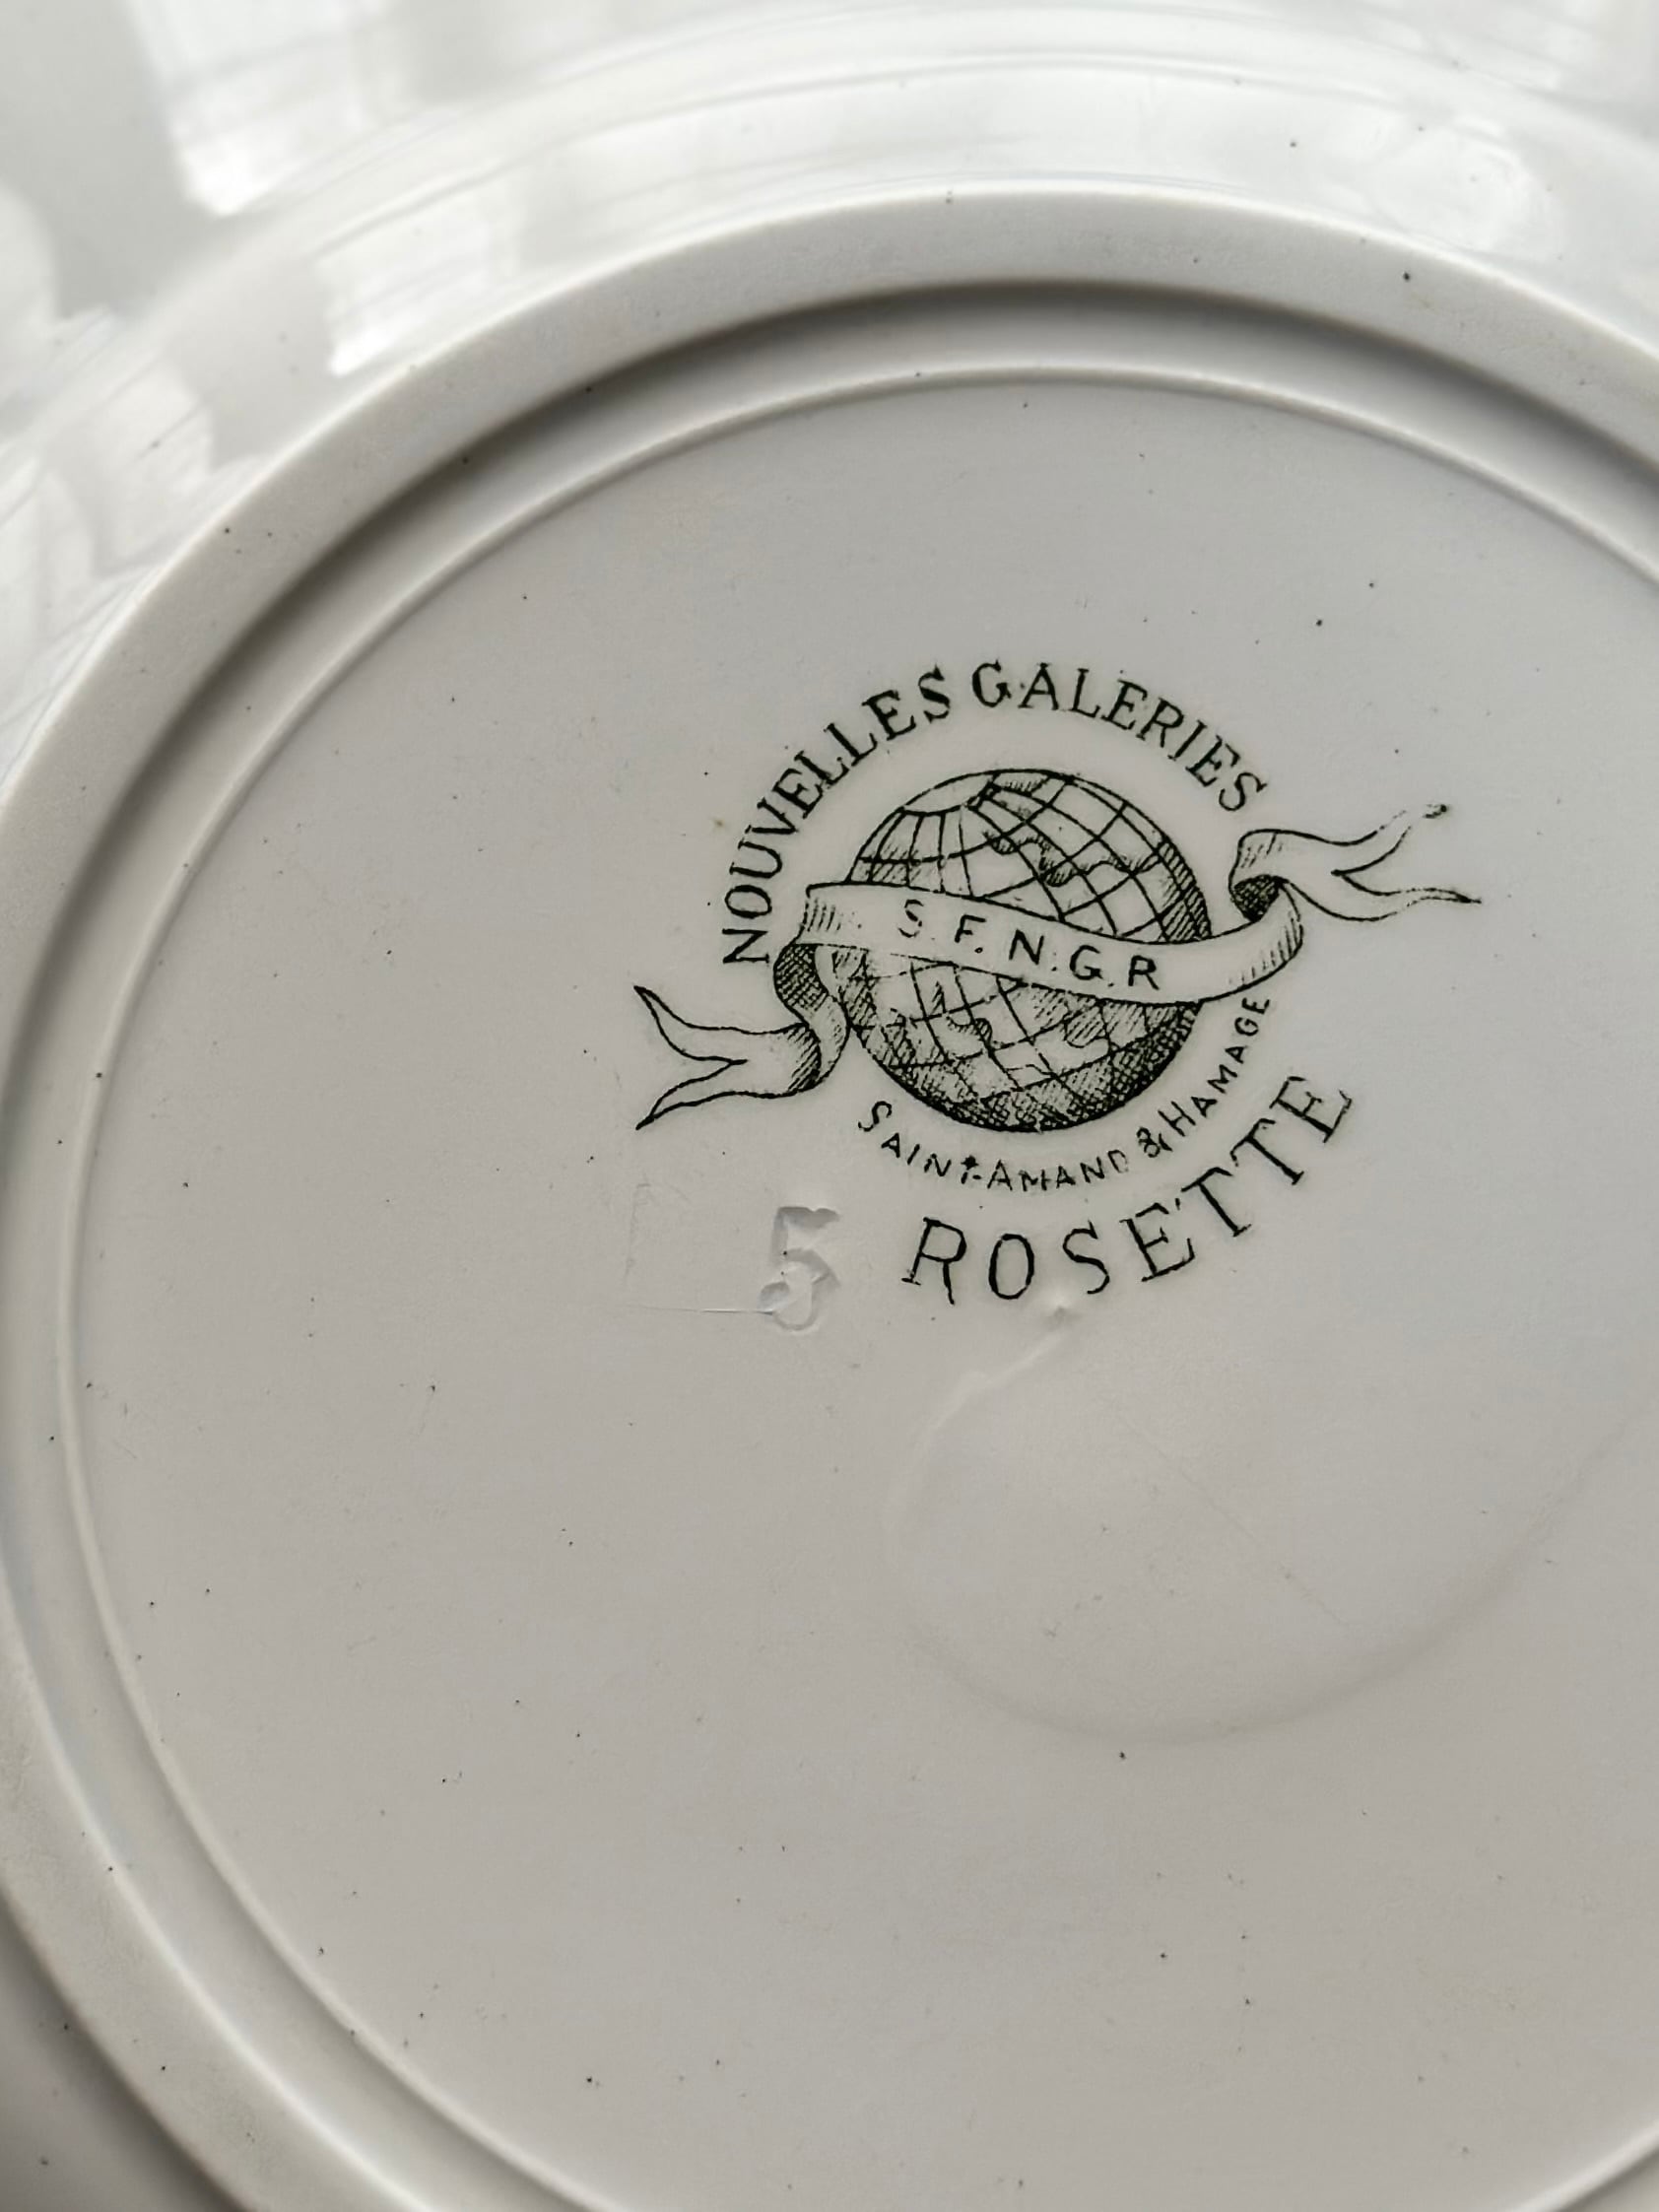 NOUVELLES GALERIES
S.F.N.G.R
SAINT-AMAND & HAMAGE
ROSETTE
5